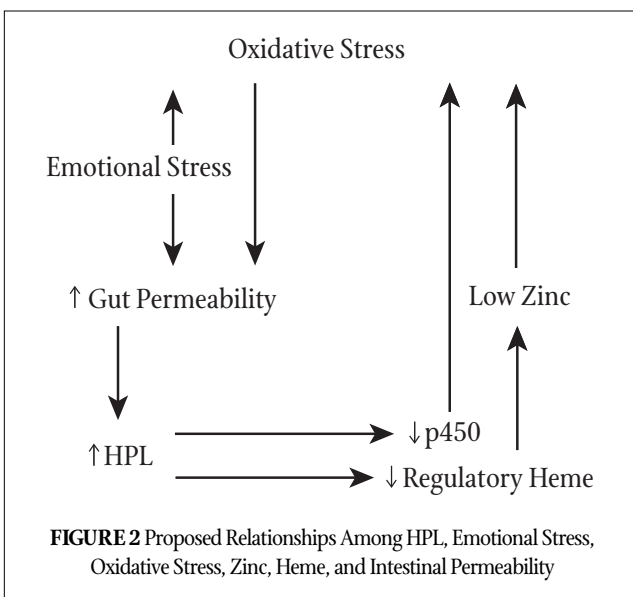 Oxidative Stress
Emotional Stress
↑ Gut Permeability
Low Zinc
↓p450
↑HPL
↓ Regulatory Heme
FIGURE 2 Proposed Relationships Among HPL, Emotional Stress,
Oxidative Stress, Zinc, Heme, and Intestinal Permeability